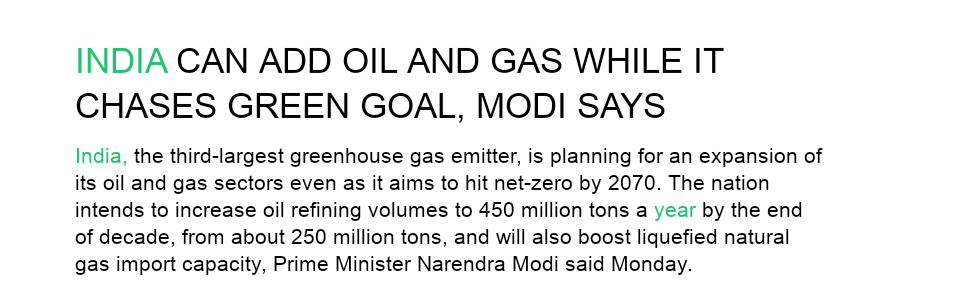 INDIA CAN ADD OIL AND GAS WHILE IT
CHASES GREEN GOAL, MODI SAYS
India, the third-largest greenhouse gas emitter, is planning for an expansion of
its oil and gas sectors even as it aims to hit net-zero by 2070. The nation
intends to increase oil refining volumes to 450 million tons a year by the end
of decade, from about 250 million tons, and will also boost liquefied natural
gas import capacity, Prime Minister Narendra Modi said Monday.